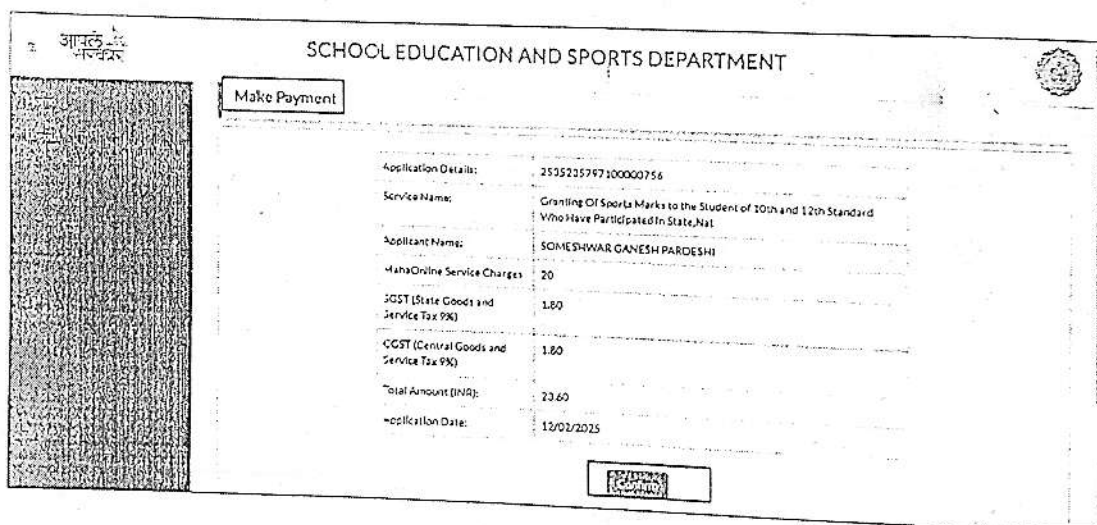 आपले
SCHOOL EDUCATION AND SPORTS DEPARTMENT
Make Payment
Application Details: 2535235797100000756
Service Name: Granting Of Sports Marks to the Student of 10th and 12th Standard
Who Have Participated In State,Nat
Applicant Name: SOMESHWAR GANESH PARDESHI
MahaOnline Service Charges 20
SGST (State Goods and 1.80
Service Tax 9%)
CGST (Central Goods and 1.80
Service Tax 9%)
Total Amount (INR): 23.60
Application Date: 12/02/2025
Confirm